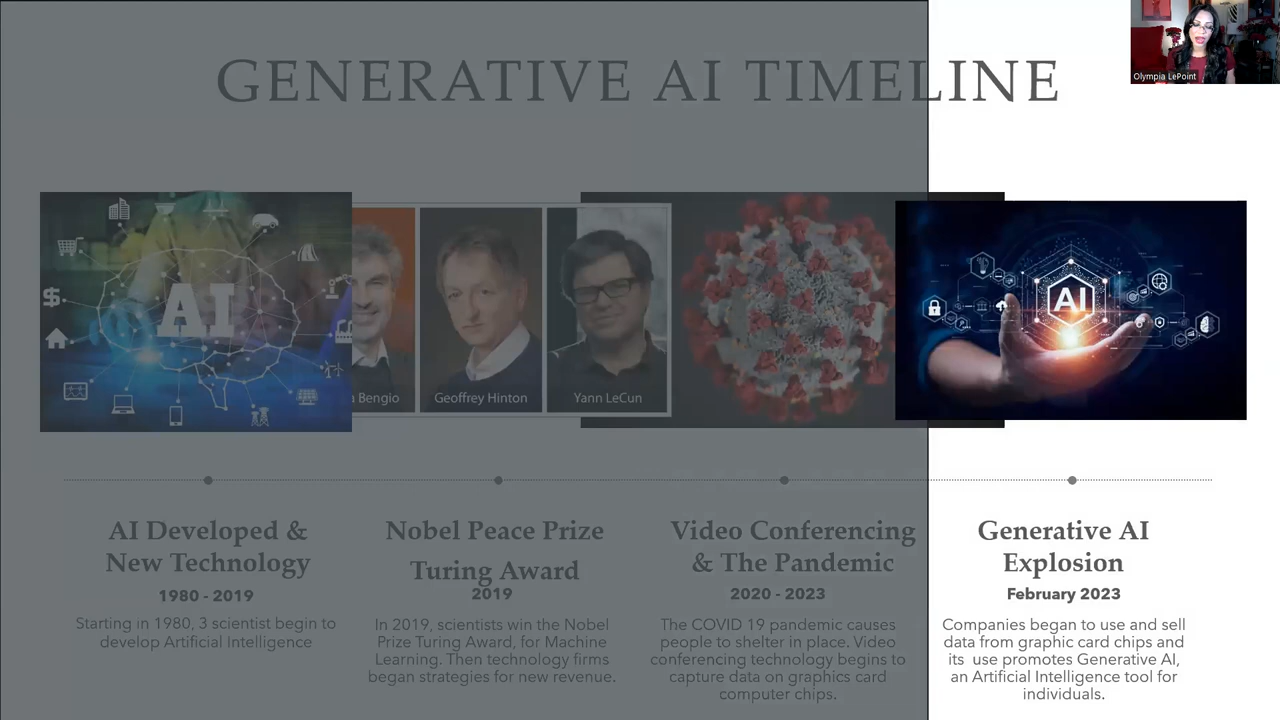 GENERATIVE AI TIMELINE
Olympia LePoint
AI
$
Bengio
Geoffrey Hinton
Yann LeCun
AI
AI Developed &
New Technology
1980 - 2019
Starting in 1980, 3 scientist begin to
develop Artificial Intelligence
Nobel Peace Prize
Turing Award
2019
In 2019, scientists win the Nobel
Prize Turing Award, for Machine
Learning. Then technology firms
began strategies for new revenue.
Video Conferencing
& The Pandemic
2020 - 2023
The COVID 19 pandemic causes
people to shelter in place. Video
conferencing technology begins to
capture data on graphics card
computer chips.
Generative AI
Explosion
February 2023
Companies began to use and sell
data from graphic card chips and
its use promotes Generative AI,
an Artificial Intelligence tool for
individuals.